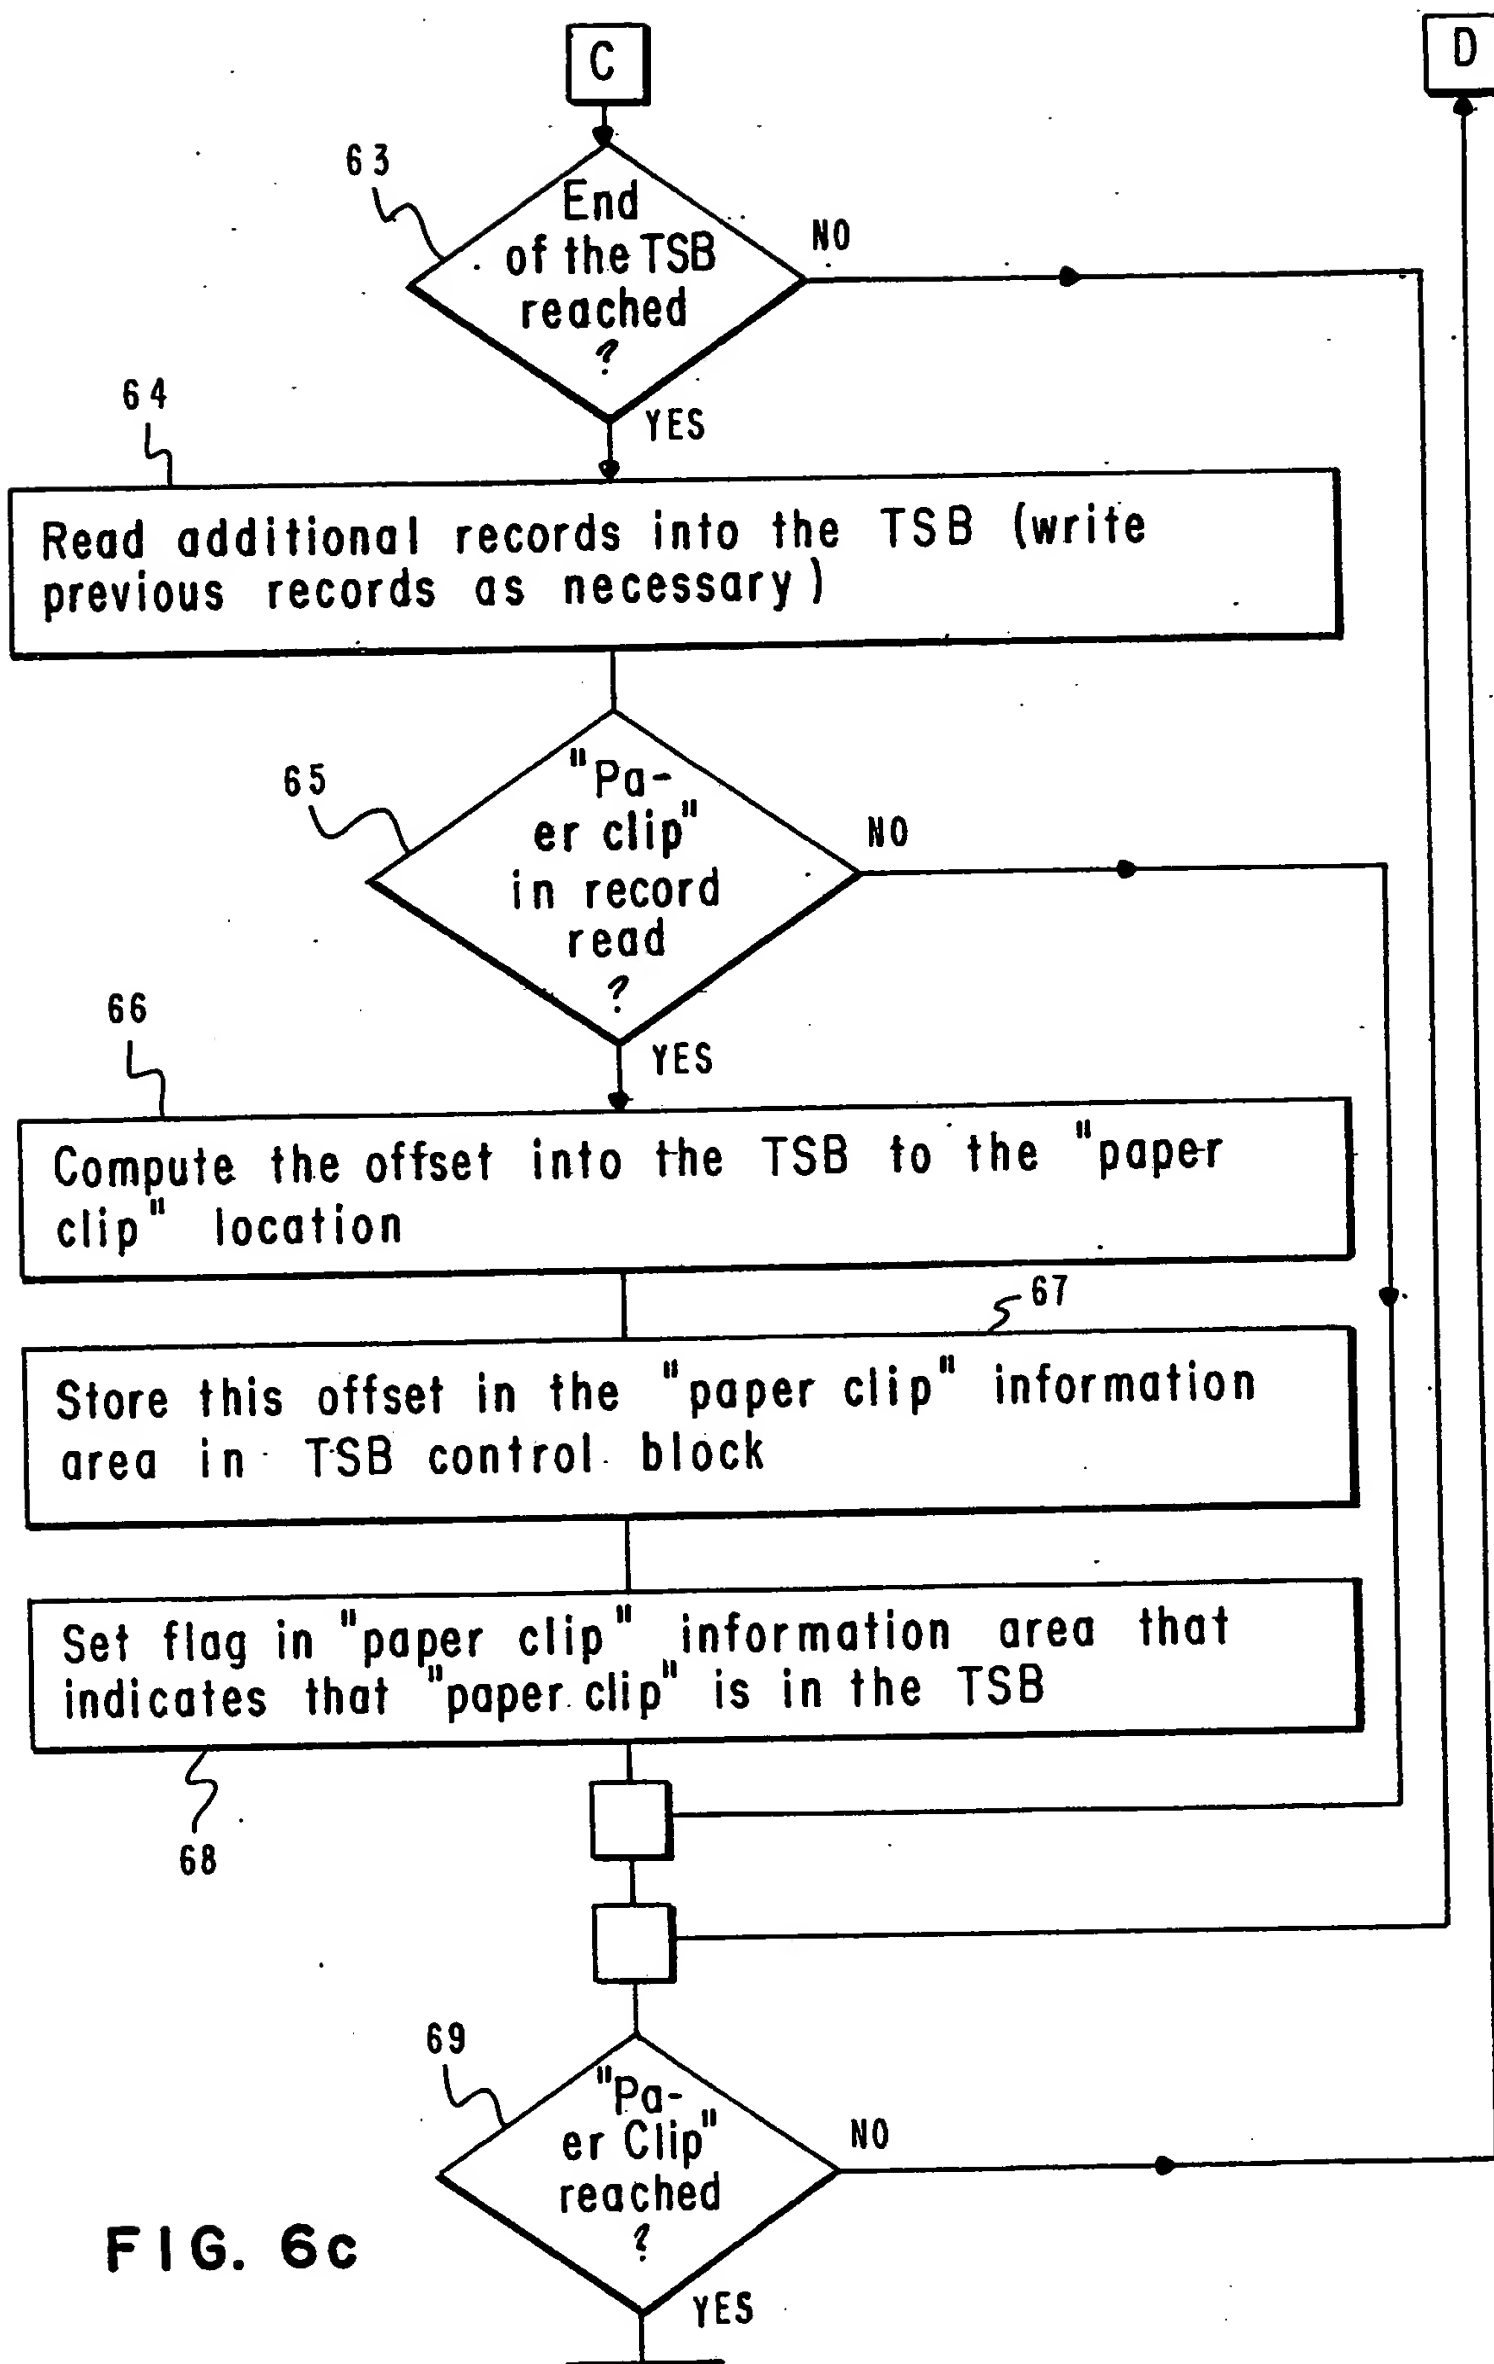 C
D
63
End
of the TSB
reached
?
NO
YES
64
Read additional records into the TSB (write
previous records as necessary)
65
"Pa-
er clip"
in record
read
?
NO
YES
66
Compute the offset into the TSB to the "paper
clip" location
67
Store this offset in the "paper clip" information
area in TSB control block
Set flag in "paper clip" information area that
indicates that "paper clip" is in the TSB
68
69
"Pa-
er Clip"
reached
?
NO
YES
FIG. 6c